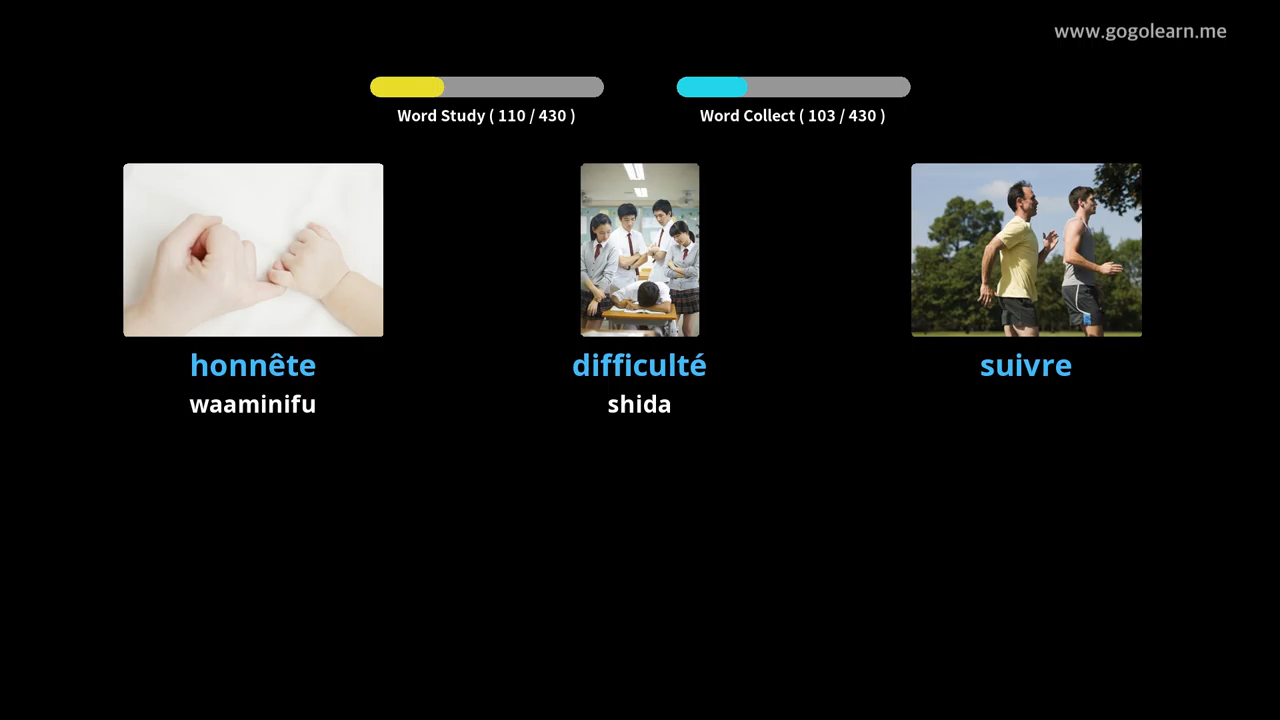 www.gogolearn.me
Word Study ( 110 / 430 )
Word Collect ( 103 / 430 )
honnête
difficulté
suivre
waaminifu
shida